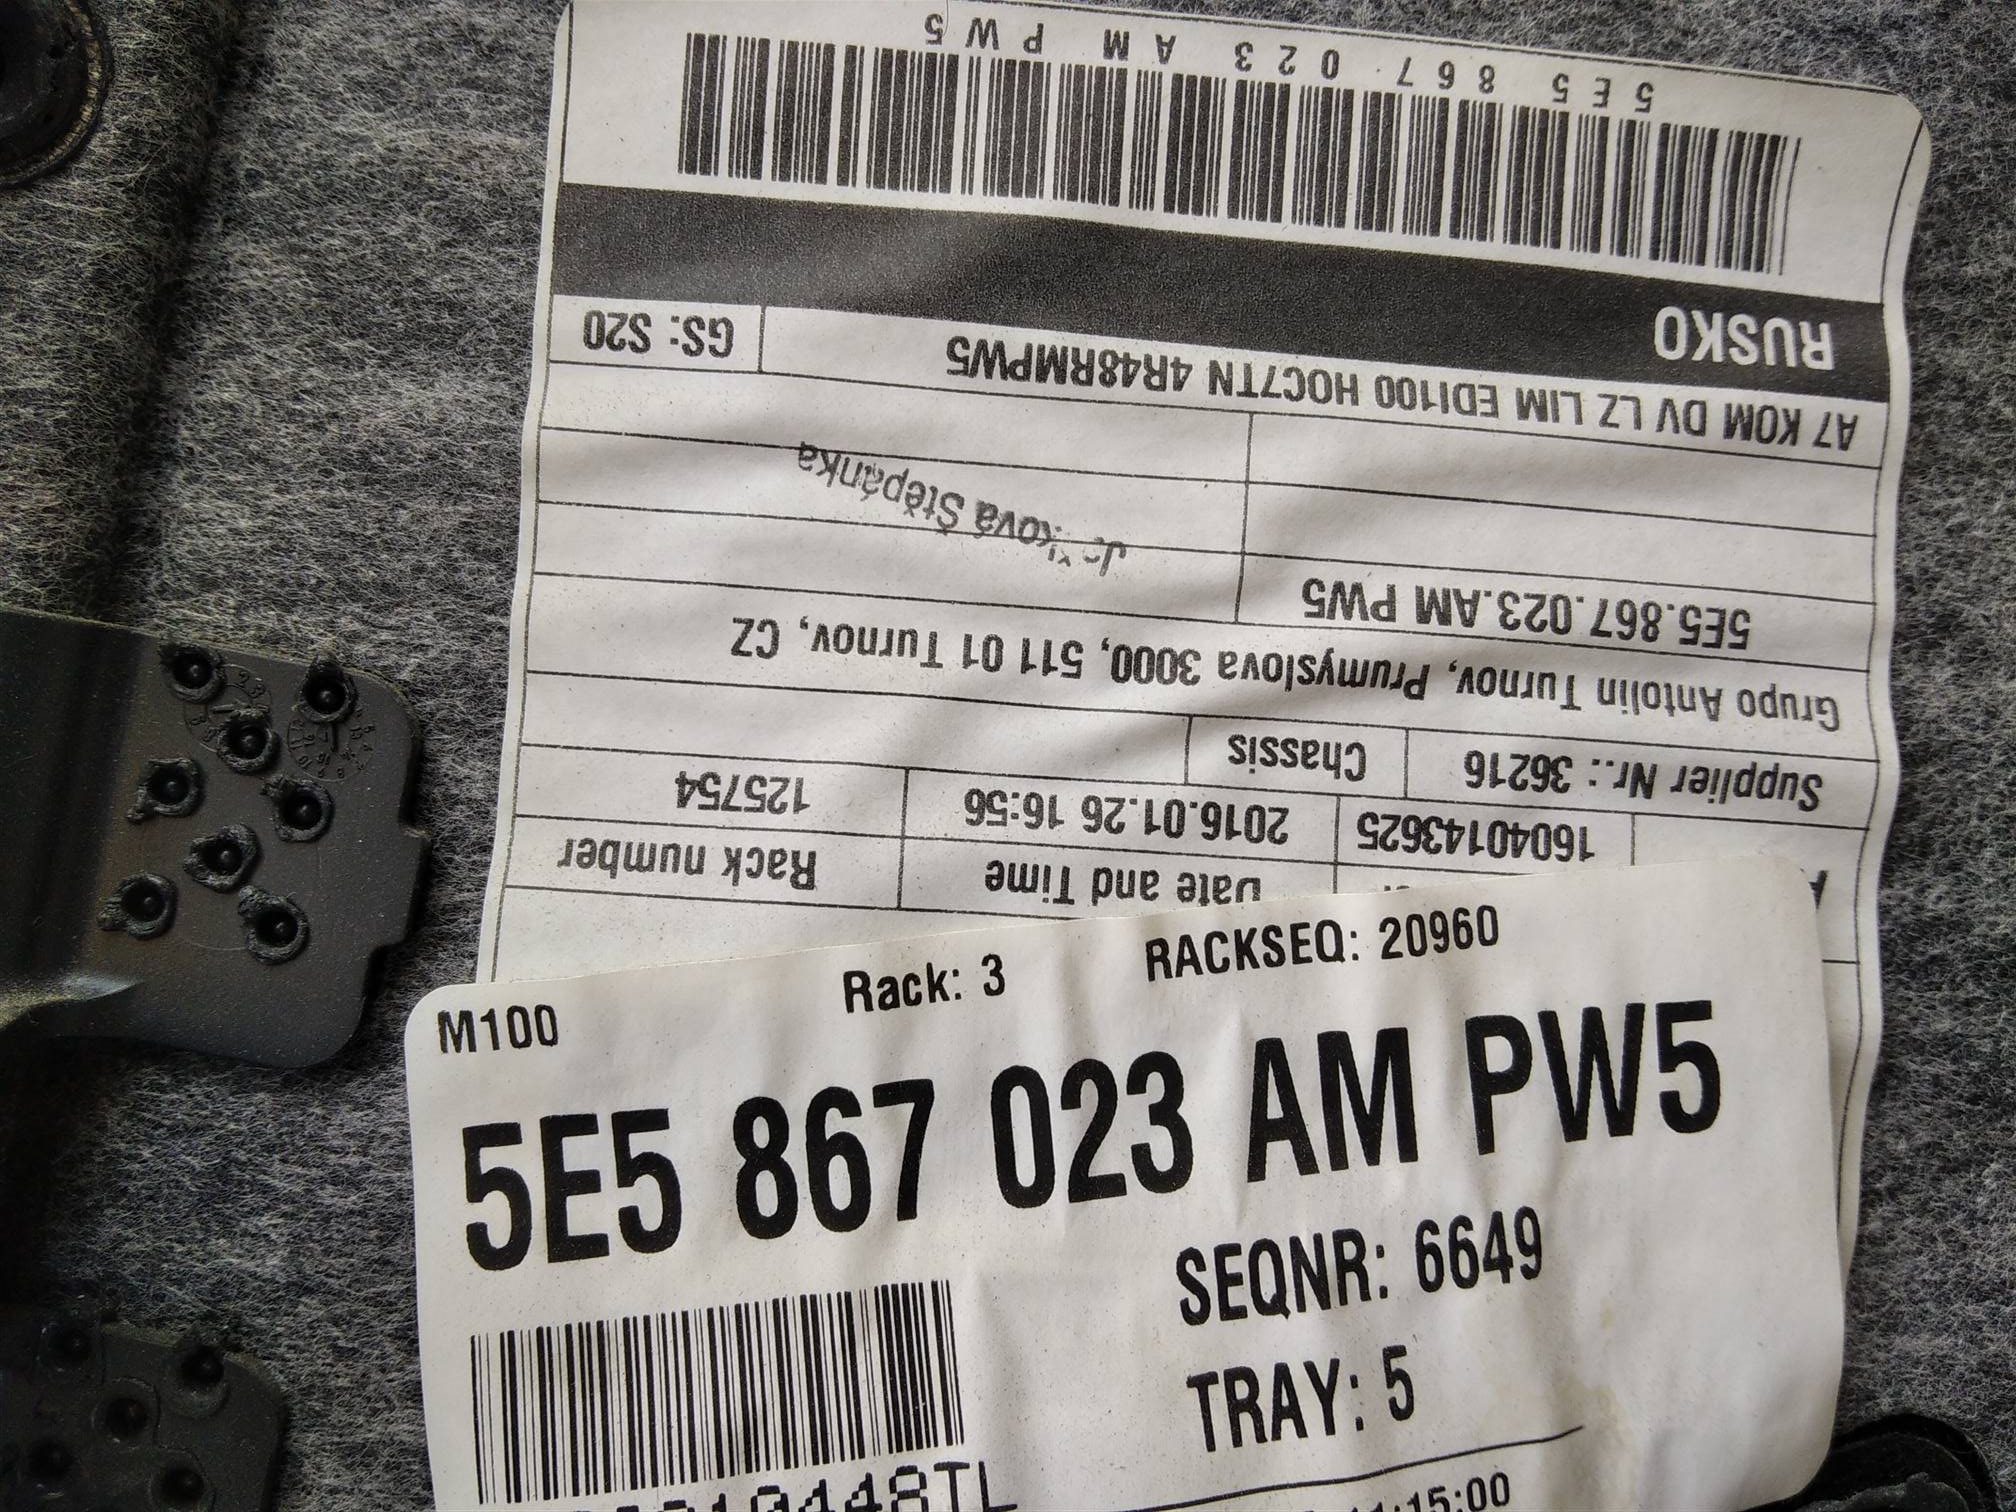 5E5 867 023 AM PW5
RUSKO
A7 KOM DV LZ LIM EDI100 HOC7TN 4R48RMPW5
GS: S20
Štěpánka
5E5.867.023.AM PW5
Grupo Antolin Turnov, Prumyslova 3000, 511 01 Turnov, CZ
Supplier Nr.: 36216 Chassis
16040143625 2016.01.26 16:56 125754
Date and Time Rack number
M100 Rack: 3 RACKSEQ: 20960
5E5 867 023 AM PW5
SEQNR: 6649
TRAY: 5